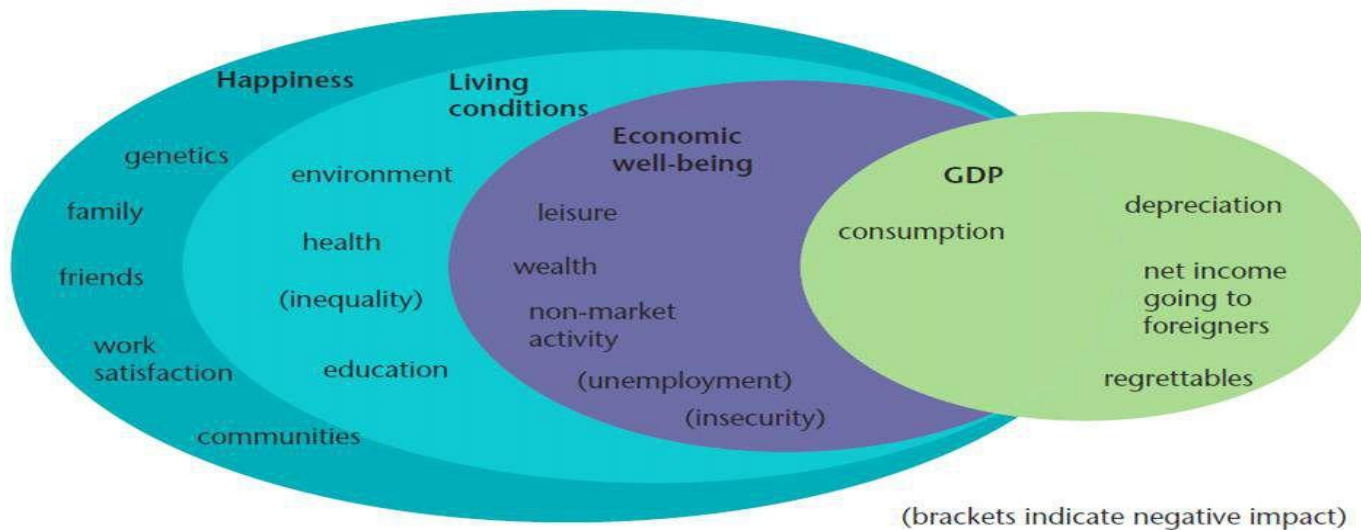 Happiness
genetics
family
friends
work
satisfaction
communities
Living
conditions
environment
health
(inequality)
education
Economic
well-being
leisure
wealth
non-market
activity
(unemployment)
(insecurity)
GDP
consumption
depreciation
net income
going to
foreigners
regrettables
(brackets indicate negative impact)